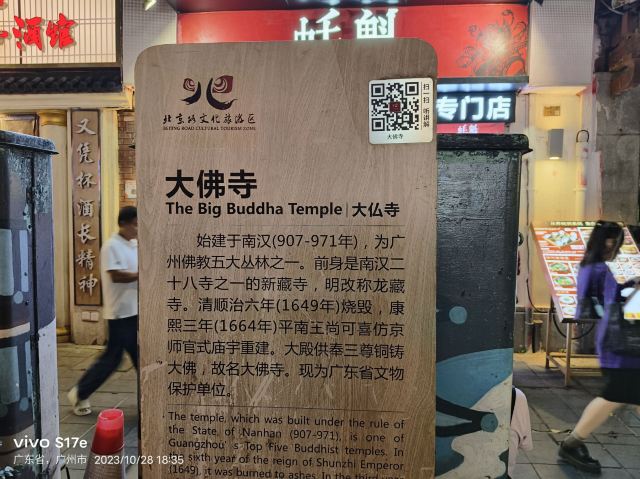 酒馆
蚝鮒
专门店
又凭杯酒长精神
北京路文化旅游区
BEIJING ROAD CULTURAL TOURISM ZONE
扫一扫 听讲解
大佛寺
大佛寺
The Big Buddha Temple | 大仏寺
始建于南汉(907-971年)，为广
州佛教五大丛林之一。前身是南汉二
十八寺之一的新藏寺，明改称龙藏
寺。清顺治六年(1649年)烧毁，康
熙三年(1664年)平南王尚可喜仿京
师官式庙宇重建。大殿供奉三尊铜铸
大佛，故名大佛寺。现为广东省文物
保护单位。
The temple, which was built under the rule of
the State of Nanhan (907-971), is one of
Guangzhou's Top Five Buddhist temples. In
the sixth year of the reign of Shunzhi Emperor
(1649), it was burned to ashes. In the third year
vivo S17e
广东省，广州市 2023/10/28 18:35